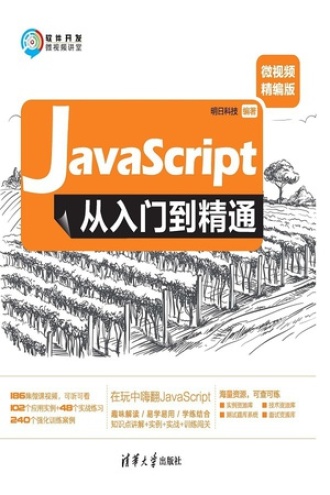 软件开发
微视频讲堂
微视频
精编版
明日科技 编著
JavaScript
从入门到精通
186集微课视频，可听可看
102个应用实例+48个实战练习
240个强化训练案例
在玩中嗨翻JavaScript
趣味解读 / 易学易用 / 学练结合
知识点讲解+实例+实战+训练闯关
海量资源，可查可练
实例资源库
技术资源库
测试题库系统
面试资源库
清华大学出版社